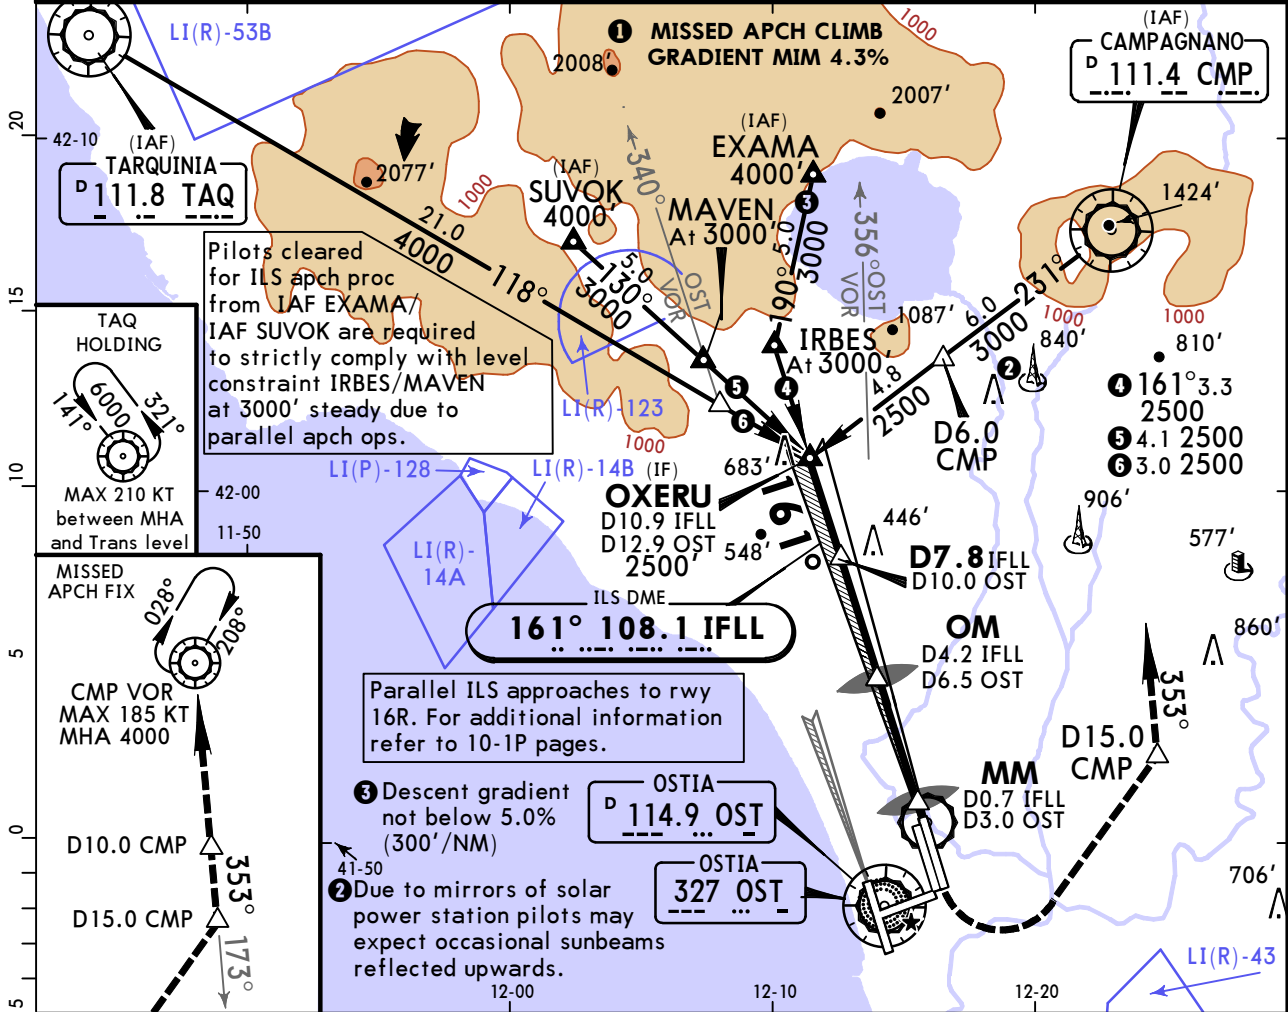 LI(R)-53B
❶ MISSED APCH CLIMB
GRADIENT MIM 4.3%
1000
(IAF)
CAMPAGNANO
D 111.4 CMP
2008'
2007'
20
42-10
(IAF)
TARQUINIA
D 111.8 TAQ
2077'
1000
(IAF)
SUVOK
4000'
340°
OST
VOR
(IAF)
EXAMA
4000'
❸
MAVEN
At 3000'
5.0
190°
3000
356°
OST
VOR
1424'
21.0
4000
118°
5.0
130°
3000
Pilots cleared
for ILS apch proc
from IAF EXAMA/
IAF SUVOK are required
to strictly comply with level
constraint IRBES/MAVEN
at 3000' steady due to
parallel apch ops.
15
TAQ
HOLDING
6000
141°
321°
MAX 210 KT
between MHA
and Trans level
10
42-00
11-50
IRBES
At 3000'
1087'
231°
6.0
3000
4.8
2500
1000
1000
840'
❷
810'
❹ 161° 3.3
2500
❺ 4.1 2500
❻ 3.0 2500
D6.0
CMP
LI(R)-123
❺
❹
❻
1000
LI(P)-128
LI(R)-14B
LI(R)-
14A
683'
(IF)
OXERU
D10.9 IFLL
D12.9 OST
2500'
548'
161°
446'
D7.8 IFLL
D10.0 OST
906'
577'
ILS DME
161° 108.1 IFLL
OM
D4.2 IFLL
D6.5 OST
860'
MISSED
APCH FIX
028°
208°
CMP VOR
MAX 185 KT
MHA 4000
D10.0 CMP
353°
D15.0 CMP
173°
5
0
5
Parallel ILS approaches to rwy
16R. For additional information
refer to 10-1P pages.
353°
D15.0
CMP
MM
D0.7 IFLL
D3.0 OST
❸ Descent gradient
not below 5.0%
(300'/NM)
OSTIA
D 114.9 OST
41-50
OSTIA
327 OST
❷ Due to mirrors of solar
power station pilots may
expect occasional sunbeams
reflected upwards.
706'
LI(R)-43
12-00
12-10
12-20